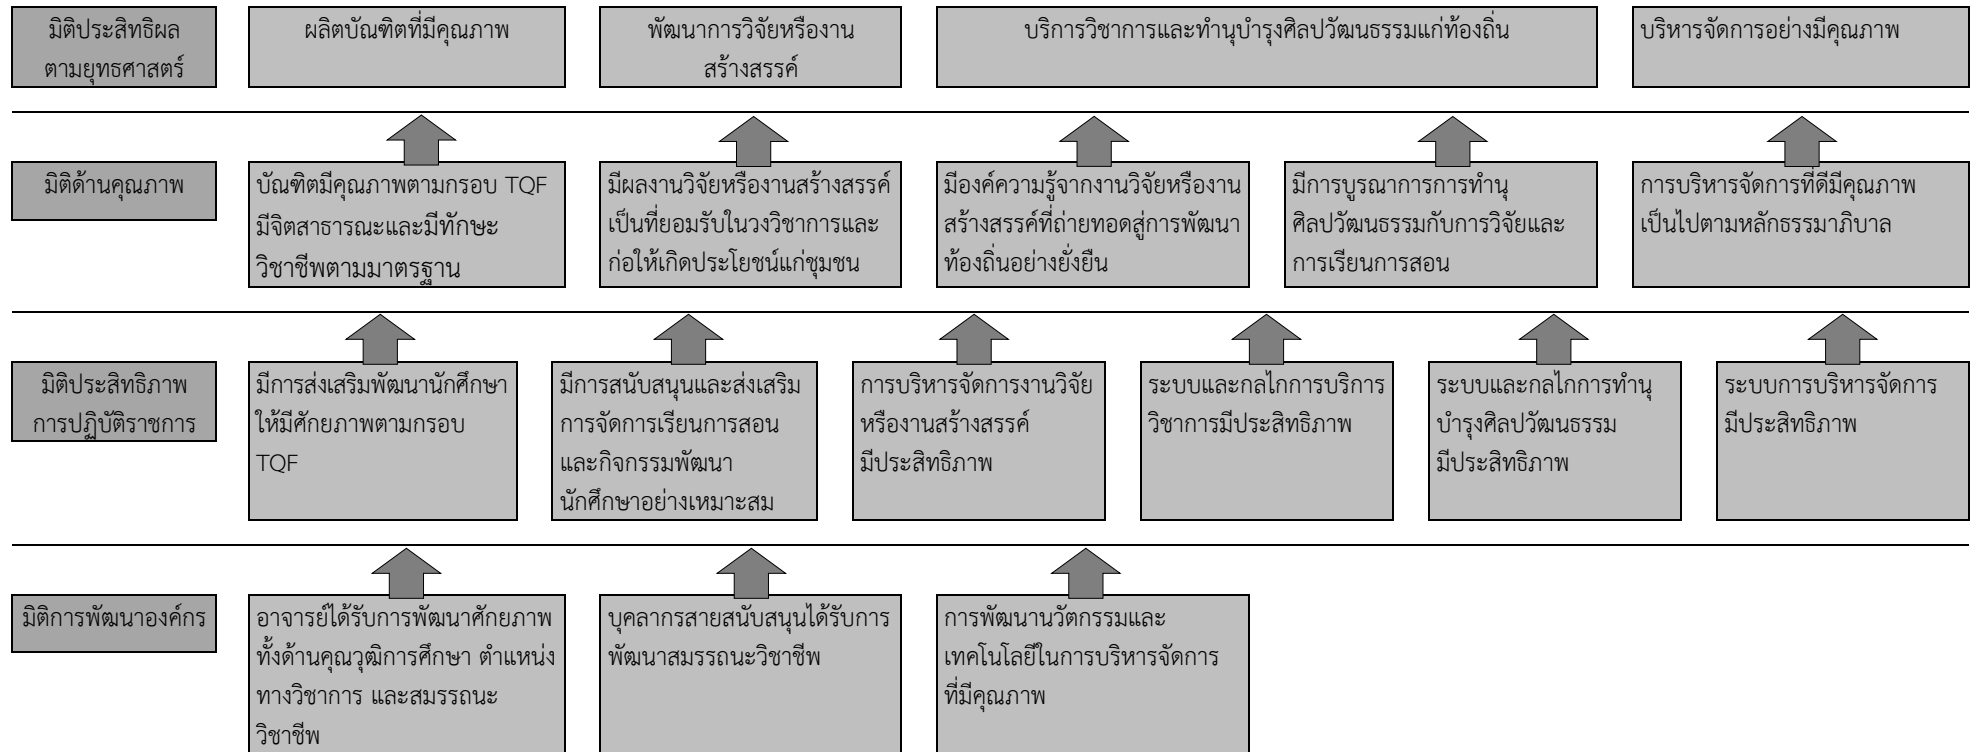 มิติประสิทธิผล
ตามยุทธศาสตร์
ผลิตบัณฑิตที่มีคุณภาพ
พัฒนาการวิจัยหรืองาน
สร้างสรรค์
บริการวิชาการและทำนุบำรุงศิลปวัฒนธรรมแก่ท้องถิ่น
บริหารจัดการอย่างมีคุณภาพ
มิติด้านคุณภาพ
บัณฑิตมีคุณภาพตามกรอบ TQF
มีจิตสาธารณะและมีทักษะ
วิชาชีพตามมาตรฐาน
มีผลงานวิจัยหรืองานสร้างสรรค์
เป็นที่ยอมรับในวงวิชาการและ
ก่อให้เกิดประโยชน์แก่ชุมชน
มีองค์ความรู้จากงานวิจัยหรืองาน
สร้างสรรค์ที่ถ่ายทอดสู่การพัฒนา
ท้องถิ่นอย่างยั่งยืน
มีการบูรณาการการทำนุ
ศิลปวัฒนธรรมกับการวิจัยและ
การเรียนการสอน
การบริหารจัดการที่ดีมีคุณภาพ
เป็นไปตามหลักธรรมาภิบาล
มิติประสิทธิภาพ
การปฏิบัติราชการ
มีการส่งเสริมพัฒนานักศึกษา
ให้มีศักยภาพตามกรอบ
TQF
มีการสนับสนุนและส่งเสริม
การจัดการเรียนการสอน
และกิจกรรมพัฒนา
นักศึกษาอย่างเหมาะสม
การบริหารจัดการงานวิจัย
หรืองานสร้างสรรค์
มีประสิทธิภาพ
ระบบและกลไกการบริการ
วิชาการมีประสิทธิภาพ
ระบบและกลไกการทำนุ
บำรุงศิลปวัฒนธรรม
มีประสิทธิภาพ
ระบบการบริหารจัดการ
มีประสิทธิภาพ
มิติการพัฒนาองค์กร
อาจารย์ได้รับการพัฒนาศักยภาพ
ทั้งด้านคุณวุฒิการศึกษา ตำแหน่ง
ทางวิชาการ และสมรรถนะ
วิชาชีพ
บุคลากรสายสนับสนุนได้รับการ
พัฒนาสมรรถนะวิชาชีพ
การพัฒนานวัตกรรมและ
เทคโนโลยีในการบริหารจัดการ
ที่มีคุณภาพ